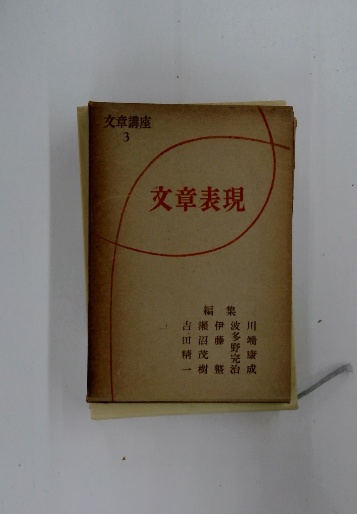 文章講座
3
文章表現
編集
川端康成
波多野完治
伊藤整
瀬沼茂樹
吉田精一